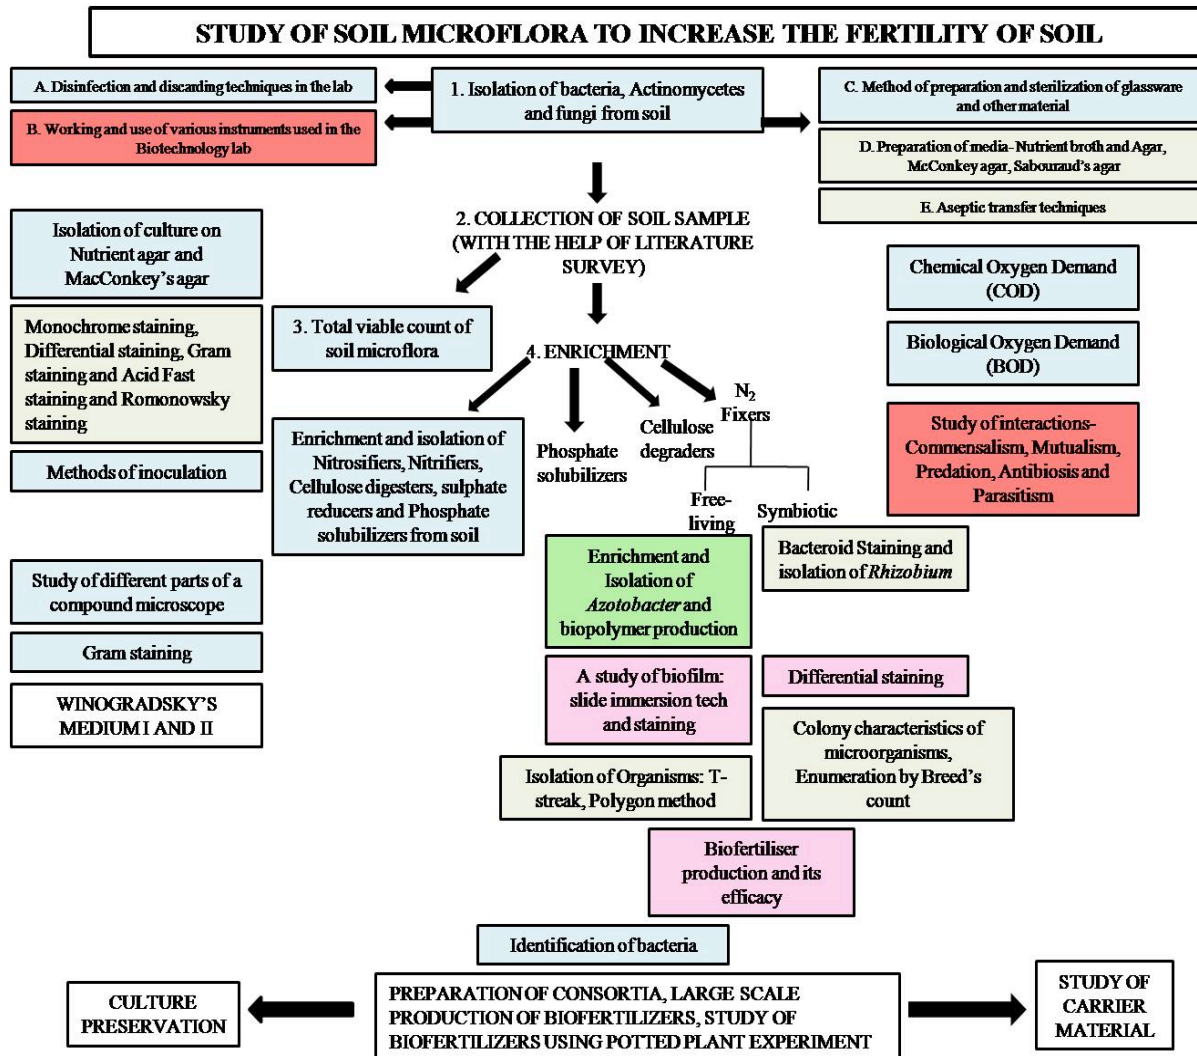 STUDY OF SOIL MICROFLORA TO INCREASE THE FERTILITY OF SOIL
A. Disinfection and discarding techniques in the lab
B. Working and use of various instruments used in the
Biotechnology lab
1. Isolation of bacteria, Actinomycetes
and fungi from soil
C. Method of preparation and sterilization of glassware
and other material
D. Preparation of media- Nutrient broth and Agar,
McConkey agar, Sabouraud's agar
E. Aseptic transfer techniques
2. COLLECTION OF SOIL SAMPLE
(WITH THE HELP OF LITERATURE
SURVEY)
Isolation of culture on
Nutrient agar and
MacConkey's agar
Monochrome staining,
Differential staining, Gram
staining and Acid Fast
staining and Romonowsky
staining
Methods of inoculation
Study of different parts of a
compound microscope
Gram staining
WINOGRADSKY'S
MEDIUM I AND II
3. Total viable count of
soil microflora
4. ENRICHMENT
Enrichment and isolation of
Nitrosifiers, Nitrifiers,
Cellulose digesters, sulphate
reducers and Phosphate
solubilizers from soil
Phosphate
solubilizers
Cellulose
degraders
N2
Fixers
Free-
living
Symbiotic
Chemical Oxygen Demand
(COD)
Biological Oxygen Demand
(BOD)
Study of interactions-
Commensalism, Mutualism,
Predation, Antibiosis and
Parasitism
Enrichment and
Isolation of
Azotobacter and
biopolymer production
Bacteroid Staining and
isolation of Rhizobium
A study of biofilm:
slide immersion tech
and staining
Differential staining
Isolation of Organisms: T-
streak, Polygon method
Colony characteristics of
microorganisms,
Enumeration by Breed's
count
Biofertiliser
production and its
efficacy
Identification of bacteria
CULTURE
PRESERVATION
PREPARATION OF CONSORTIA, LARGE SCALE
PRODUCTION OF BIOFERTILIZERS, STUDY OF
BIOFERTILIZERS USING POTTED PLANT EXPERIMENT
STUDY OF
CARRIER
MATERIAL